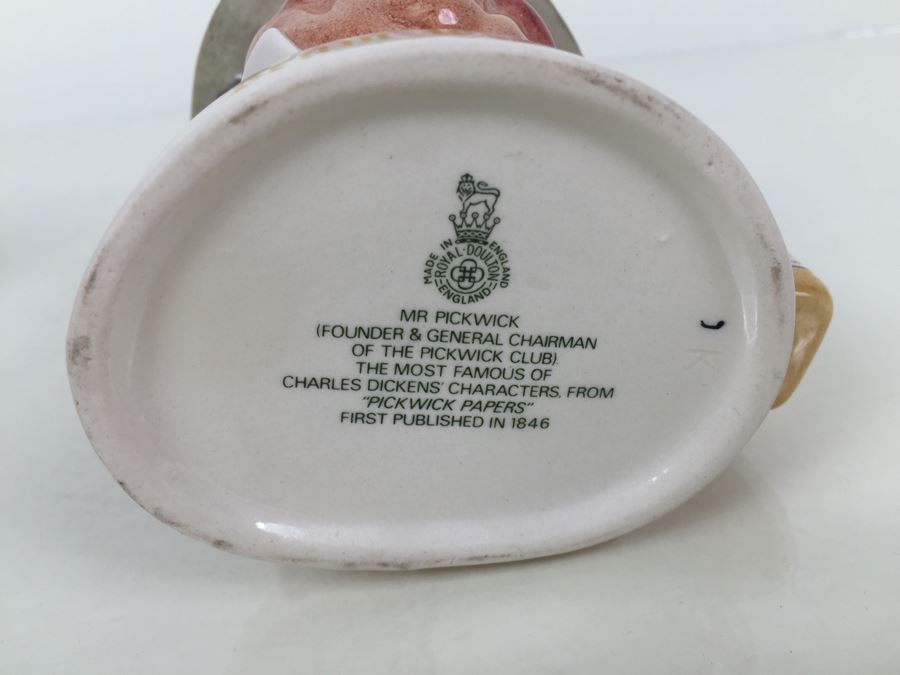 MADE IN ENGLAND
ROYAL·DOULTON
ENGLAND
MR PICKWICK
(FOUNDER & GENERAL CHAIRMAN
OF THE PICKWICK CLUB).
THE MOST FAMOUS OF
CHARLES DICKENS' CHARACTERS, FROM
"PICKWICK PAPERS"
FIRST PUBLISHED IN 1846
J
K